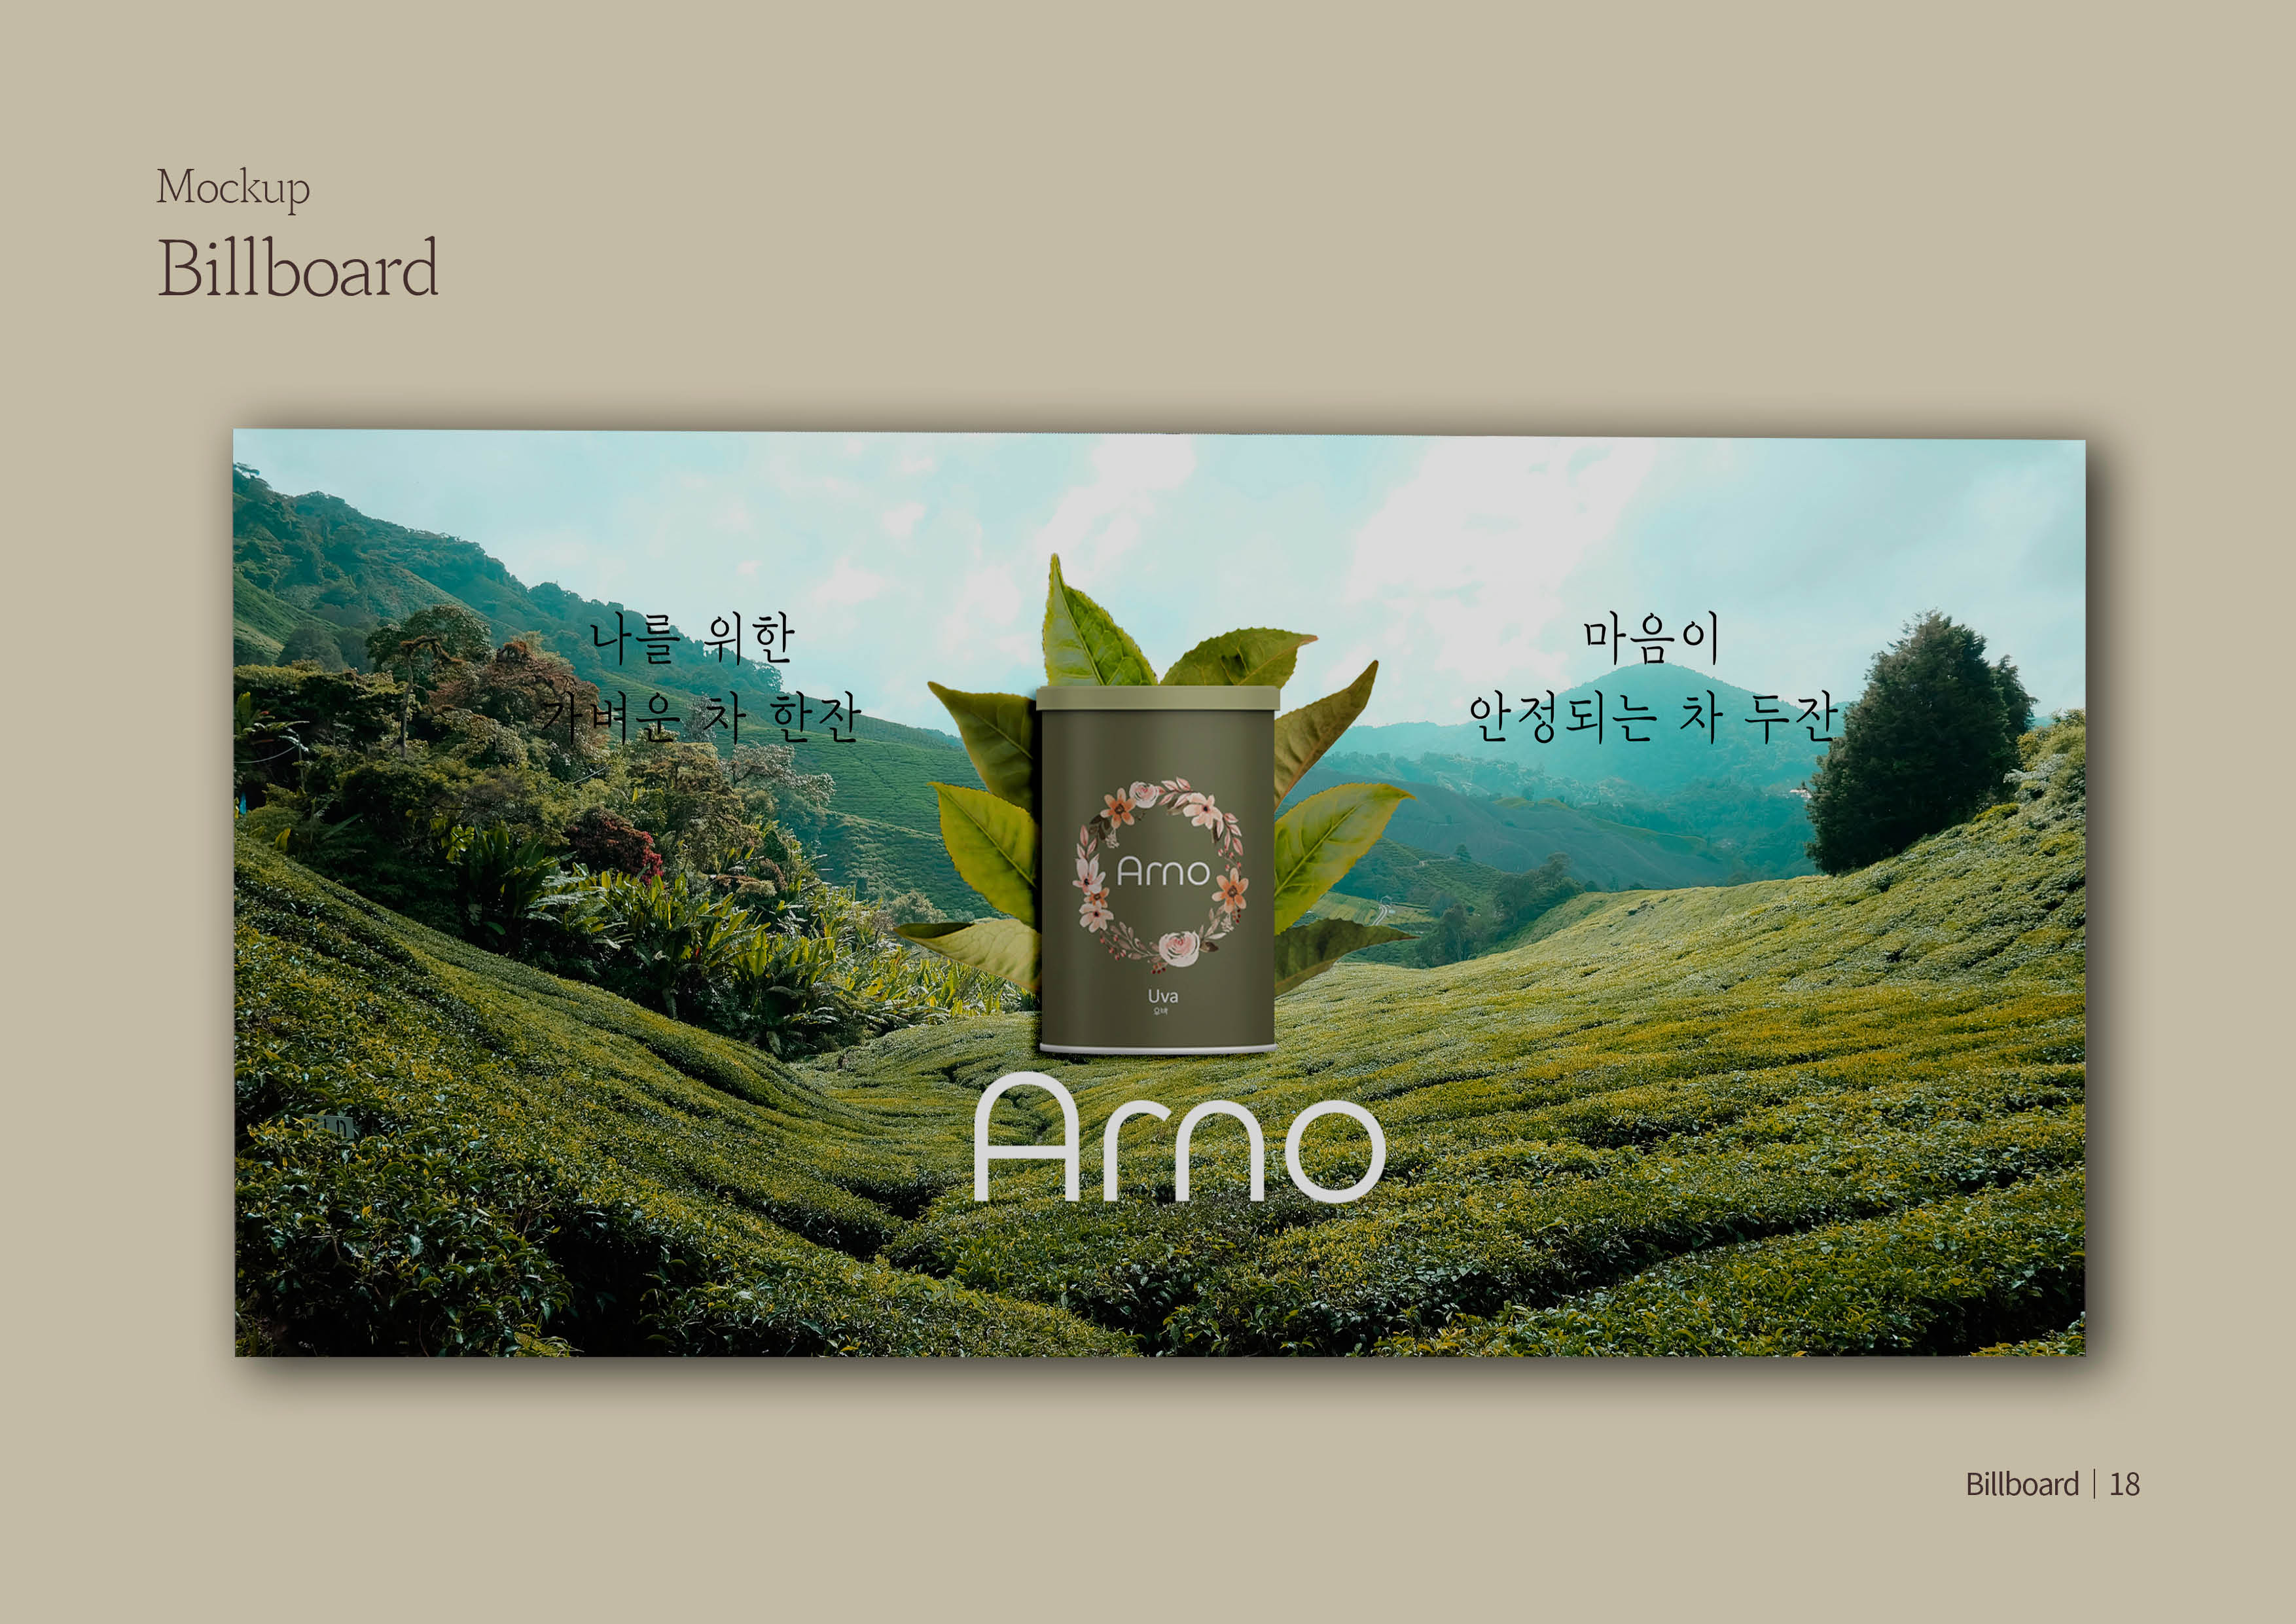 Mockup
Billboard
나를 위한
가벼운 차 한잔
마음이
안정되는 차 두잔
Arno
Uva
Arno
Billboard | 18